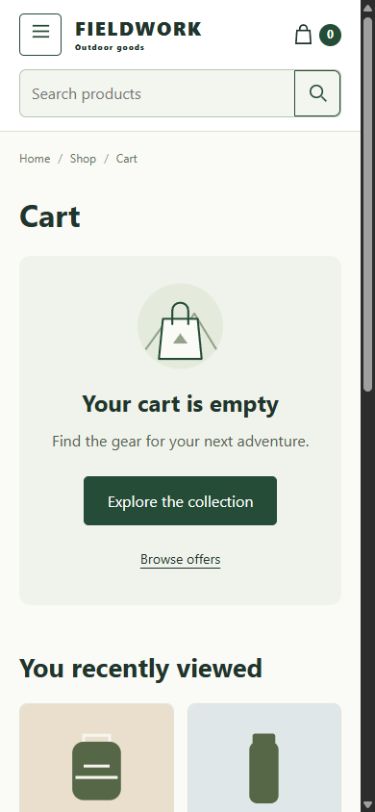 FIELDWORK
Outdoor goods
0
Search products
Home / Shop / Cart
Cart
Your cart is empty
Find the gear for your next adventure.
Explore the collection
Browse offers
You recently viewed